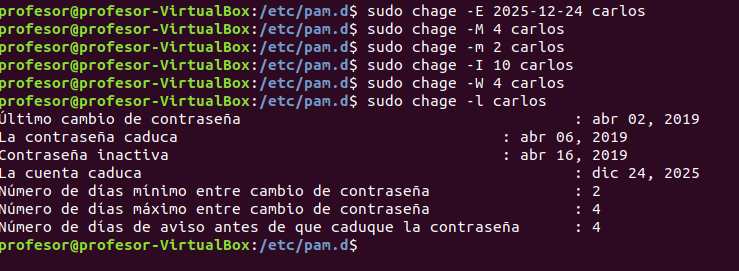 profesor@profesor-VirtualBox:/etc/pam.d$ sudo chage -E 2025-12-24 carlos
profesor@profesor-VirtualBox:/etc/pam.d$ sudo chage -M 4 carlos
profesor@profesor-VirtualBox:/etc/pam.d$ sudo chage -m 2 carlos
profesor@profesor-VirtualBox:/etc/pam.d$ sudo chage -I 10 carlos
profesor@profesor-VirtualBox:/etc/pam.d$ sudo chage -W 4 carlos
profesor@profesor-VirtualBox:/etc/pam.d$ sudo chage -l carlos
Último cambio de contraseña : abr 02, 2019
La contraseña caduca : abr 06, 2019
Contraseña inactiva : abr 16, 2019
La cuenta caduca : dic 24, 2025
Número de días mínimo entre cambio de contraseña : 2
Número de días máximo entre cambio de contraseña : 4
Número de días de aviso antes de que caduque la contraseña : 4
profesor@profesor-VirtualBox:/etc/pam.d$